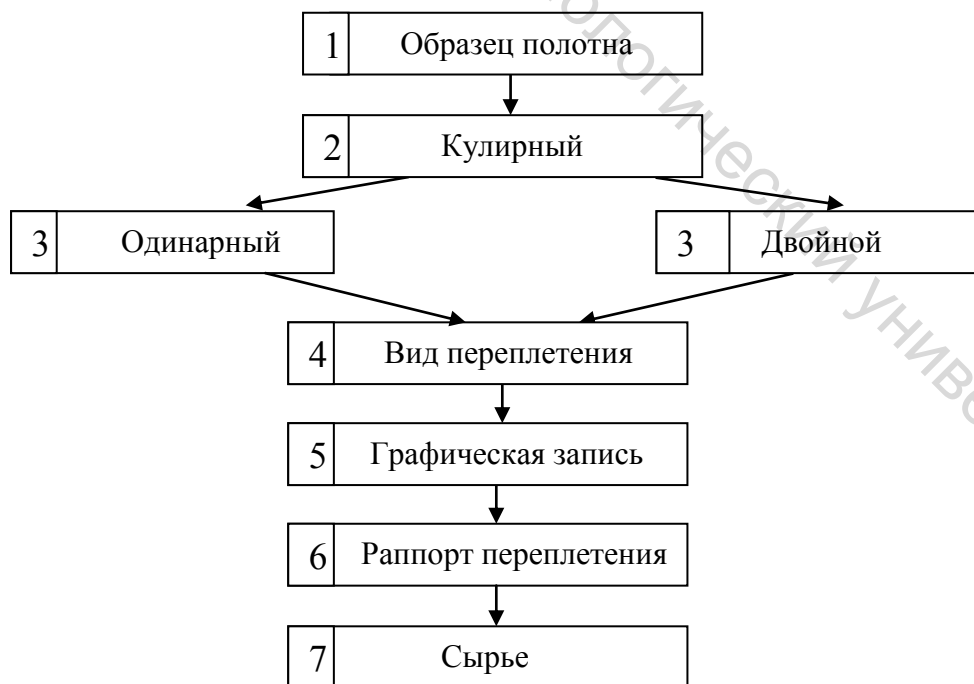 1 Образец полотна
2 Кулирный
3 Одинарный
3 Двойной
4 Вид переплетения
5 Графическая запись
6 Раппорт переплетения
7 Сырье